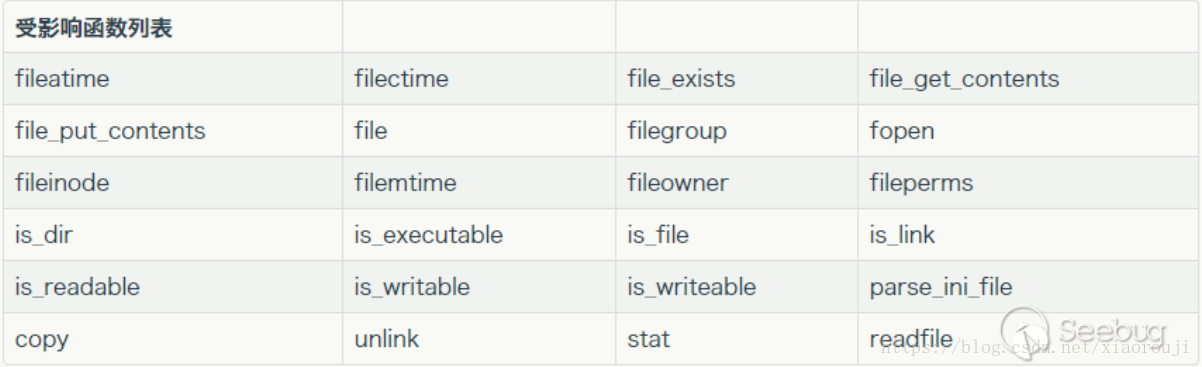 受影响函数列表
fileatime filectime file_exists file_get_contents
file_put_contents file filegroup fopen
fileinode filemtime fileowner fileperms
is_dir is_executable is_file is_link
is_readable is_writable is_writeable parse_ini_file
copy unlink stat readfile
Seebug
https://blog.csdn.net/xiaorouji